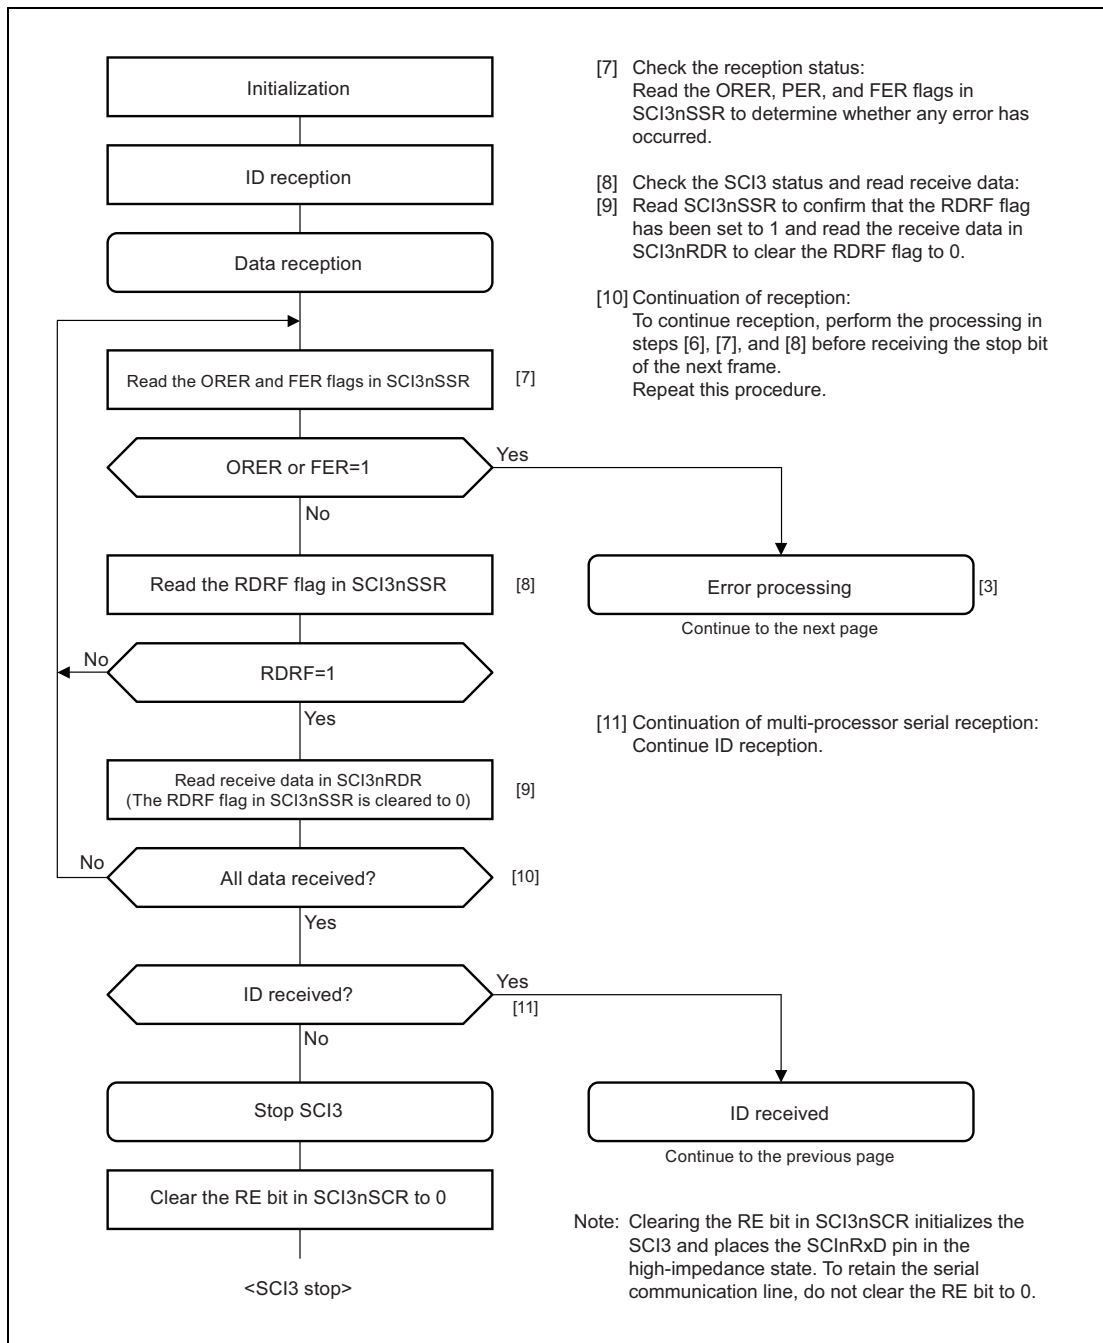 Initialization
ID reception
Data reception
Read the ORER and FER flags in SCI3nSSR
[7]
ORER or FER=1
Yes
No
Read the RDRF flag in SCI3nSSR
[8]
Error processing
[3]
Continue to the next page
No
RDRF=1
Yes
Read receive data in SCI3nRDR
(The RDRF flag in SCI3nSSR is cleared to 0)
[9]
No
All data received?
[10]
Yes
ID received?
Yes
[11]
No
Stop SCI3
ID received
Continue to the previous page
Clear the RE bit in SCI3nSCR to 0
<SCI3 stop>
[7] Check the reception status:
Read the ORER, PER, and FER flags in
SCI3nSSR to determine whether any error has
occurred.
[8] Check the SCI3 status and read receive data:
[9] Read SCI3nSSR to confirm that the RDRF flag
has been set to 1 and read the receive data in
SCI3nRDR to clear the RDRF flag to 0.
[10] Continuation of reception:
To continue reception, perform the processing in
steps [6], [7], and [8] before receiving the stop bit
of the next frame.
Repeat this procedure.
[11] Continuation of multi-processor serial reception:
Continue ID reception.
Note: Clearing the RE bit in SCI3nSCR initializes the
SCI3 and places the SCInRxD pin in the
high-impedance state. To retain the serial
communication line, do not clear the RE bit to 0.